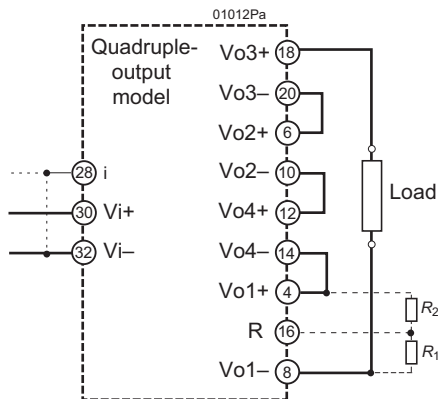 01012Pa
Quadruple-
output
model
Vo3+ 18
Vo3– 20
Vo2+ 6
Vo2– 10
Vo4+ 12
Vo4– 14
Vo1+ 4
R 16
Vo1– 8
28 i
30 Vi+
32 Vi–
Load
R2
R1